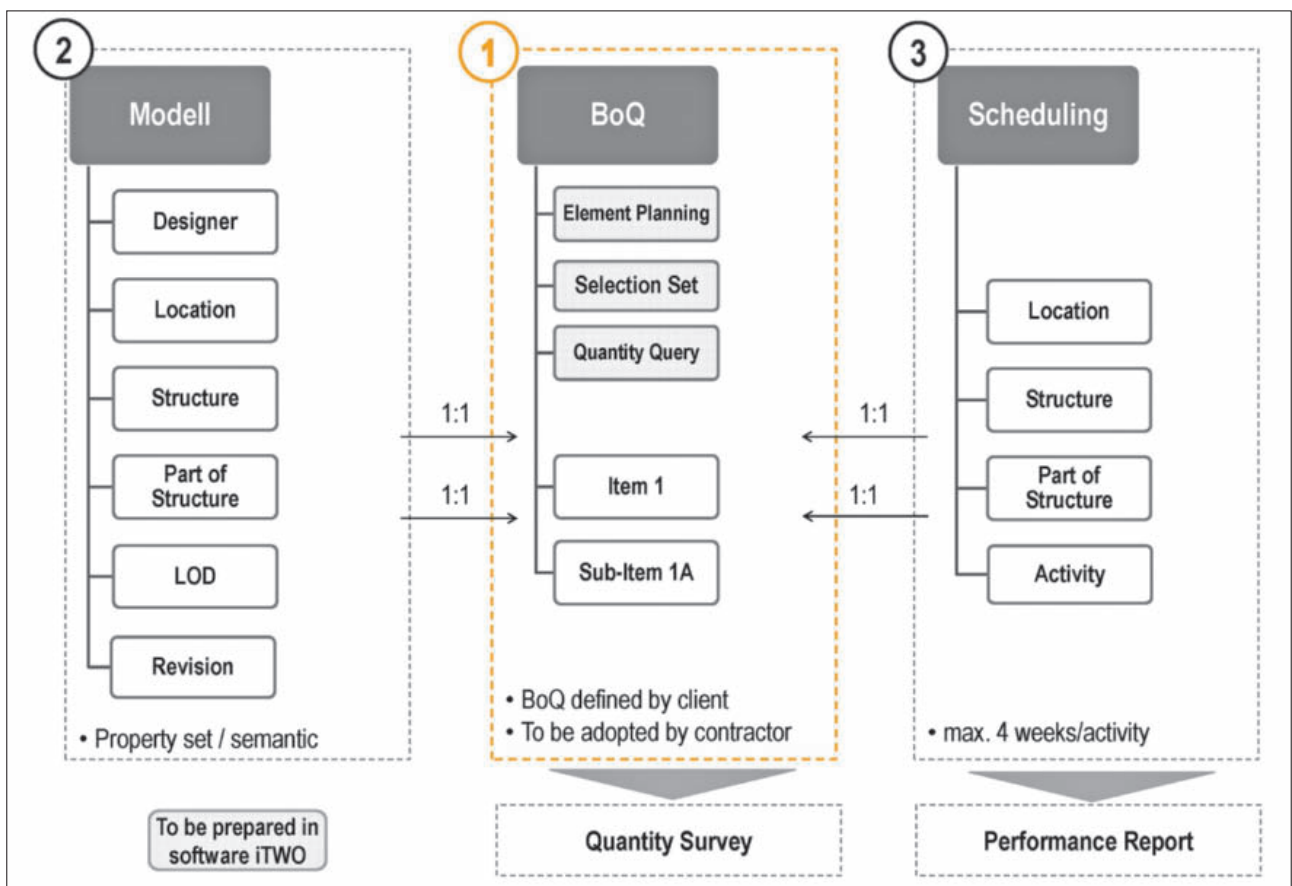 2
Modell
Designer
Location
Structure
Part of
Structure
LOD
Revision
• Property set / semantic
To be prepared in
software iTWO
1:1
1:1
1
BoQ
Element Planning
Selection Set
Quantity Query
Item 1
Sub-Item 1A
• BoQ defined by client
• To be adopted by contractor
Quantity Survey
1:1
1:1
3
Scheduling
Location
Structure
Part of
Structure
Activity
• max. 4 weeks/activity
Performance Report